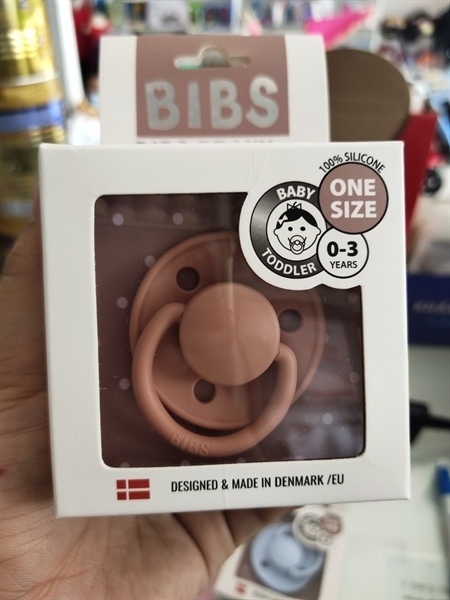 BIBS
100% SILICONE
ONE
SIZE
BABY
TODDLER
0-3
YEARS
BIBS
DESIGNED & MADE IN DENMARK /EU